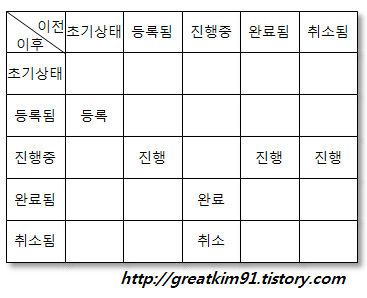 이전
이후
초기상태 등록됨 진행중 완료됨 취소됨
초기상태
등록됨 등록
진행중 진행 진행 진행
완료됨 완료
취소됨 취소
http://greatkim91.tistory.com